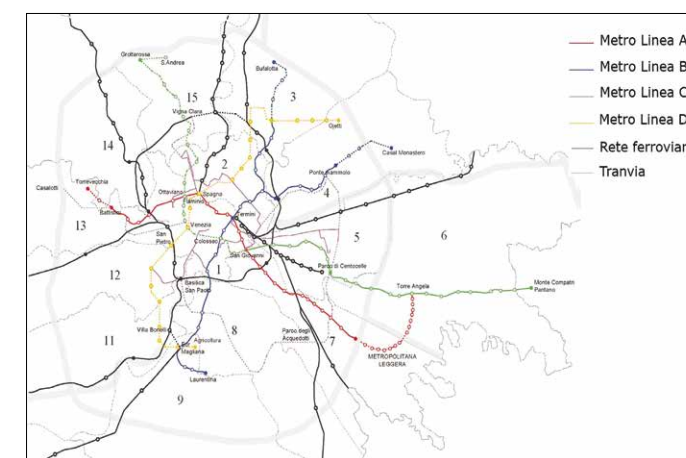 Metro Linea A
Metro Linea B
Metro Linea C
Metro Linea D
Rete ferroviar
Tranvia
Grottarossa
S.Andrea
Bufalotta
15
3
Vigna Clara
Ojetti
14
2
Casal Monastero
Ponte Mammolo
Torrevecchia
Casalotti
Ottaviano
Spagna
4
Flaminio
Battistini
Termini
13
Venezia
San
Pietro
Colosseo
5
6
San Giovanni
12
1
Parco di Centocelle
Basilica
San Paolo
Torre Angela
Monte Compatri
Pantano
11
Villa Bonelli
8
Parco degli
Acquedotti
7
Eur
Magliana
Agricoltura
METROPOLITANA
LEGGERA
Laurentina
9